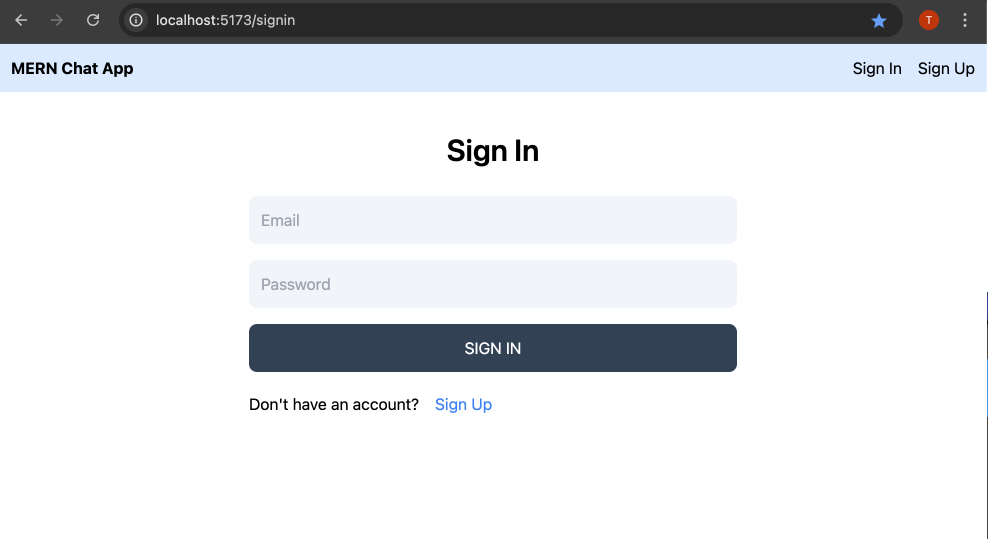 localhost:5173/signin
T
MERN Chat App Sign In Sign Up
Sign In
Email
Password
SIGN IN
Don't have an account? Sign Up